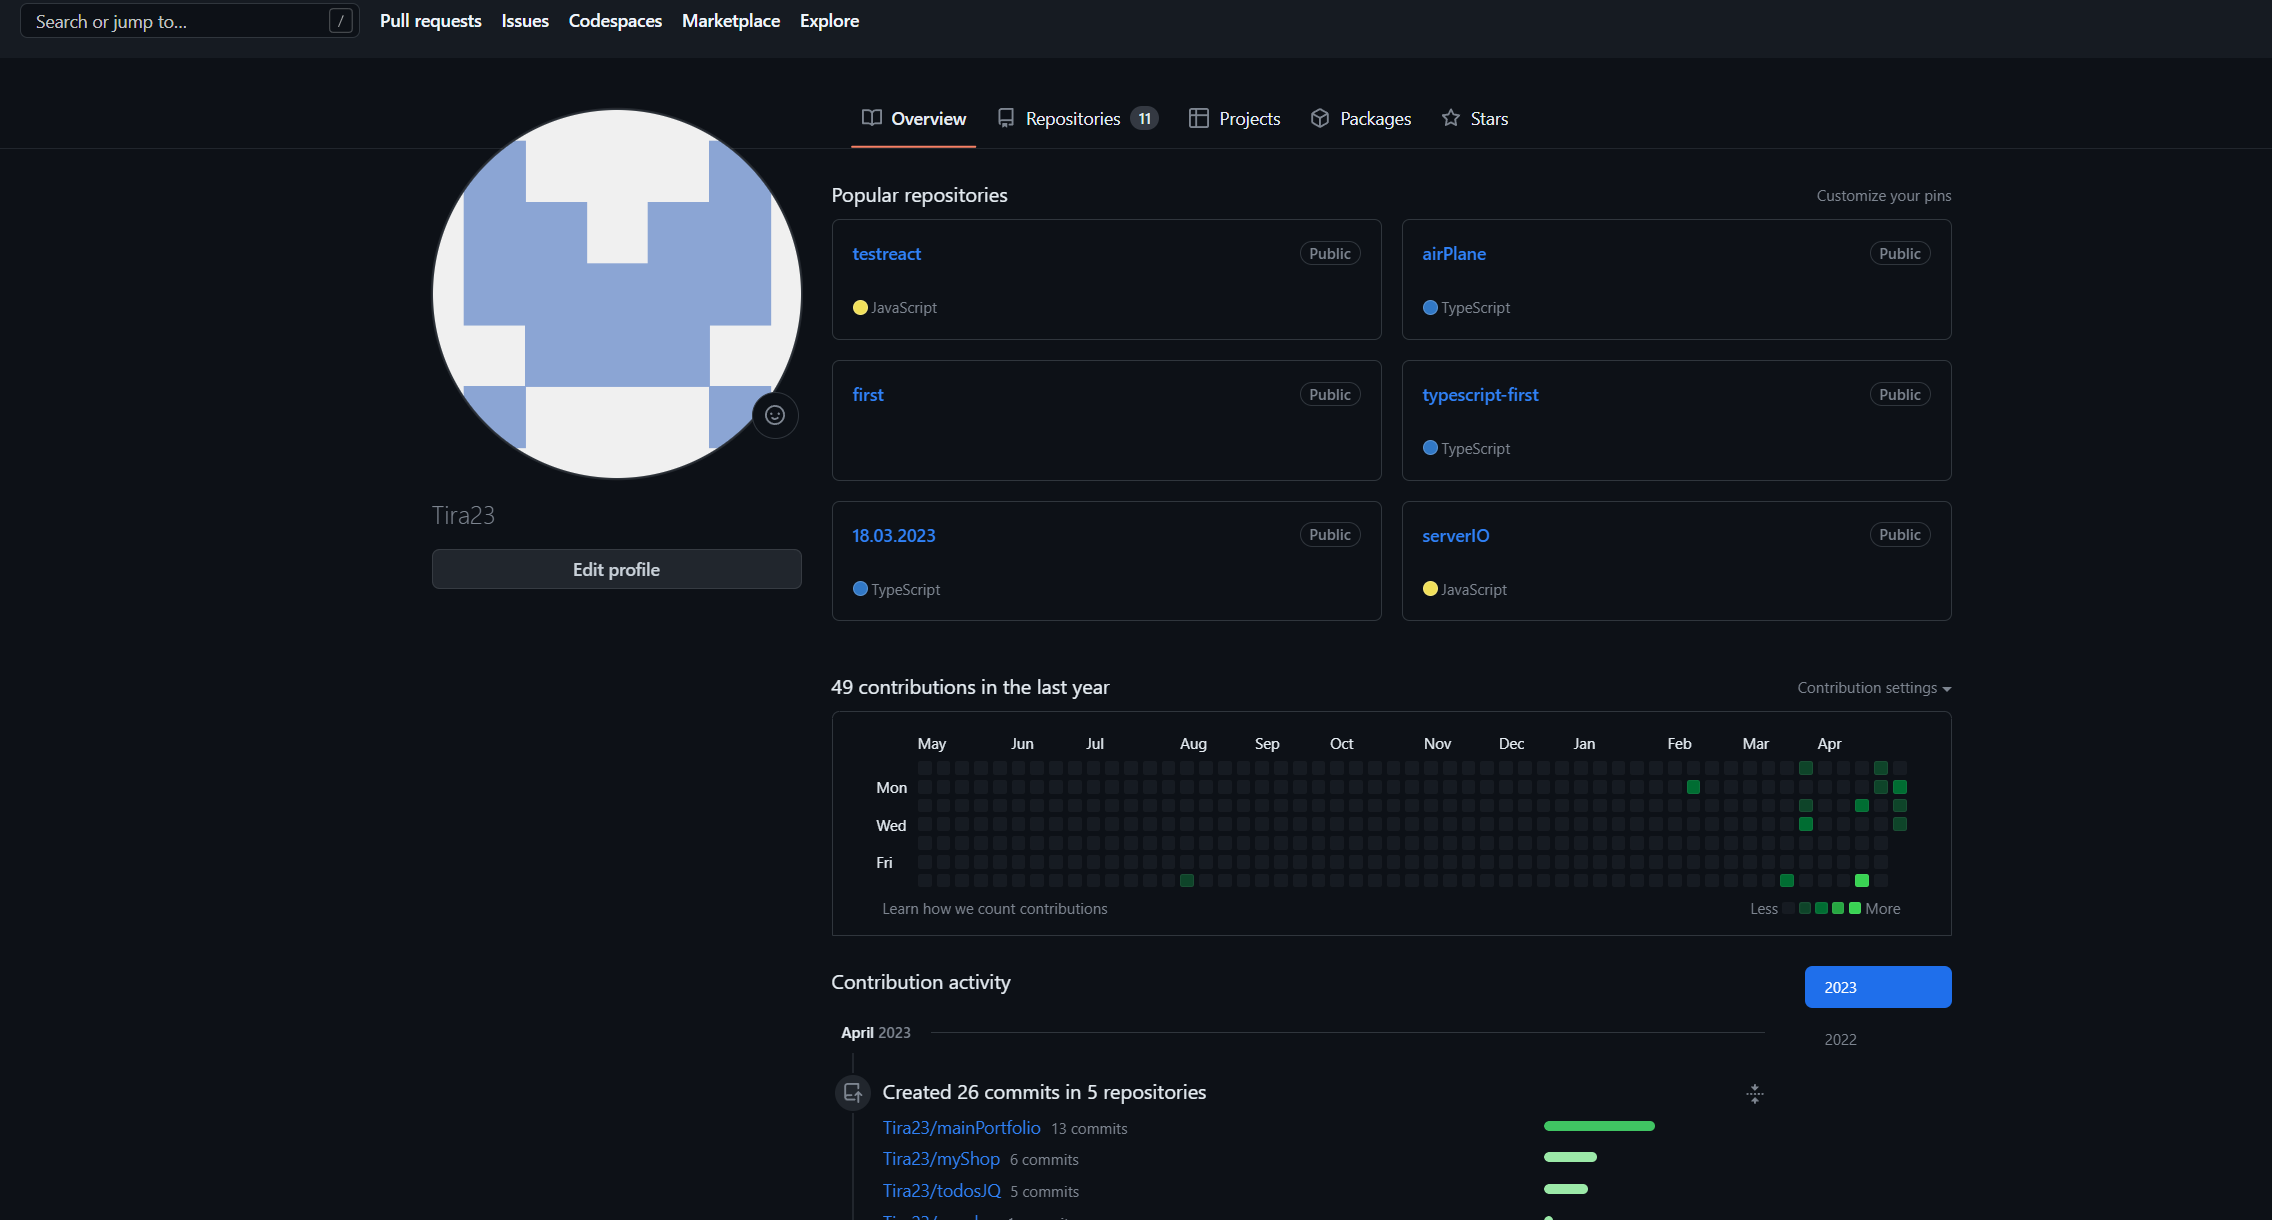 Search or jump to... / Pull requests Issues Codespaces Marketplace Explore
Overview Repositories 11 Projects Packages Stars
Tira23
Edit profile
Popular repositories Customize your pins
testreact Public
JavaScript
airPlane Public
TypeScript
first Public
typescript-first Public
TypeScript
18.03.2023 Public
TypeScript
serverIO Public
JavaScript
49 contributions in the last year Contribution settings
May Jun Jul Aug Sep Oct Nov Dec Jan Feb Mar Apr
Mon
Wed
Fri
Learn how we count contributions Less More
Contribution activity
2023
2022
April 2023
Created 26 commits in 5 repositories
Tira23/mainPortfolio 13 commits
Tira23/myShop 6 commits
Tira23/todosJQ 5 commits